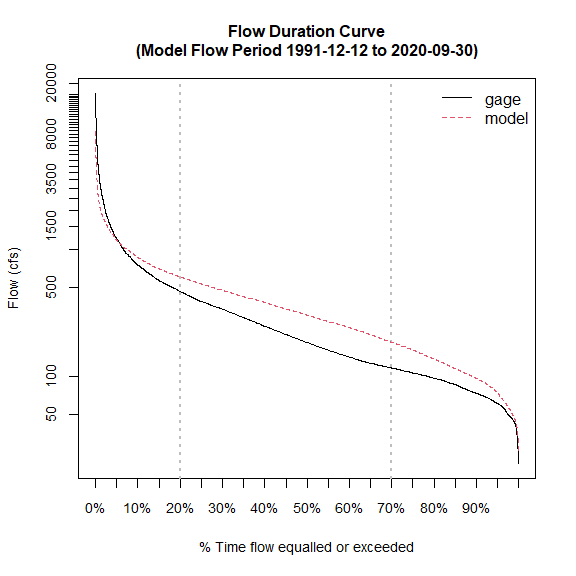 Flow Duration Curve
(Model Flow Period 1991-12-12 to 2020-09-30)
gage
model
Flow (cfs)
20000
8000
3500
1500
500
100
50
0% 10% 20% 30% 40% 50% 60% 70% 80% 90%
% Time flow equalled or exceeded